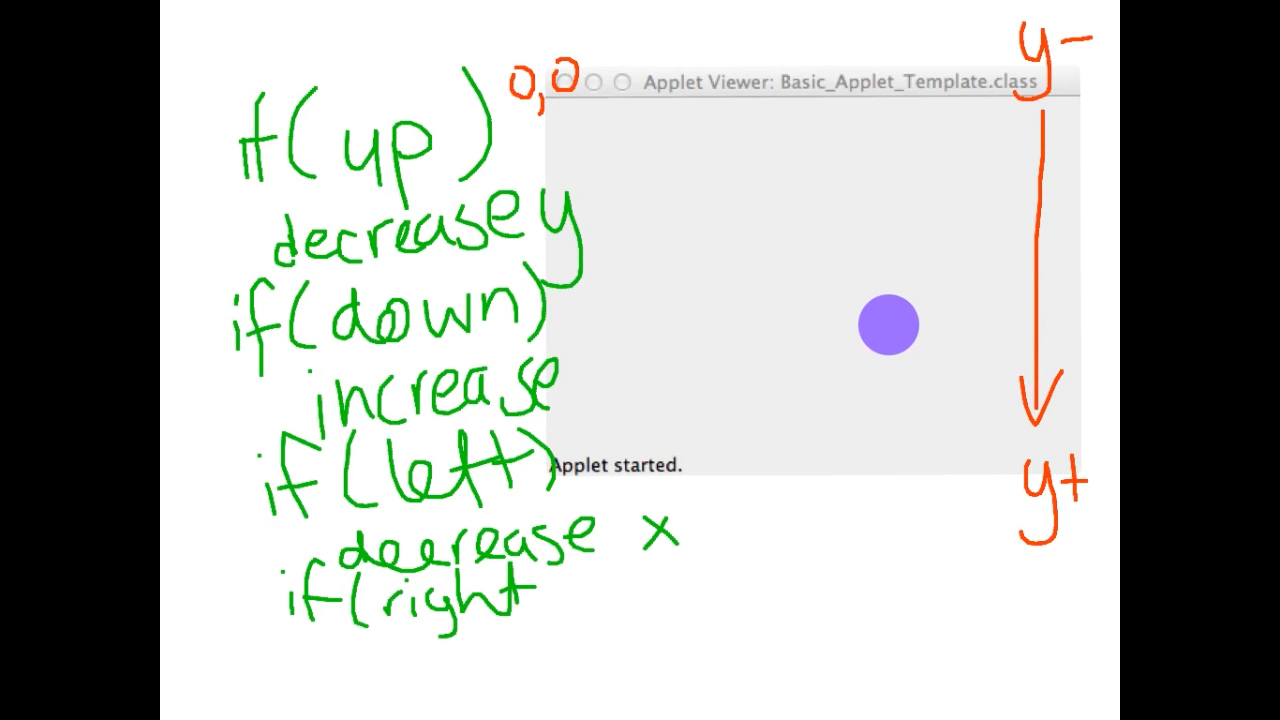 0,0
Applet Viewer: Basic_Applet_Template.class
y-
if(up)
decrease y
if(down)
increase
if(left)
Applet started.
y+
decrease x
if(right